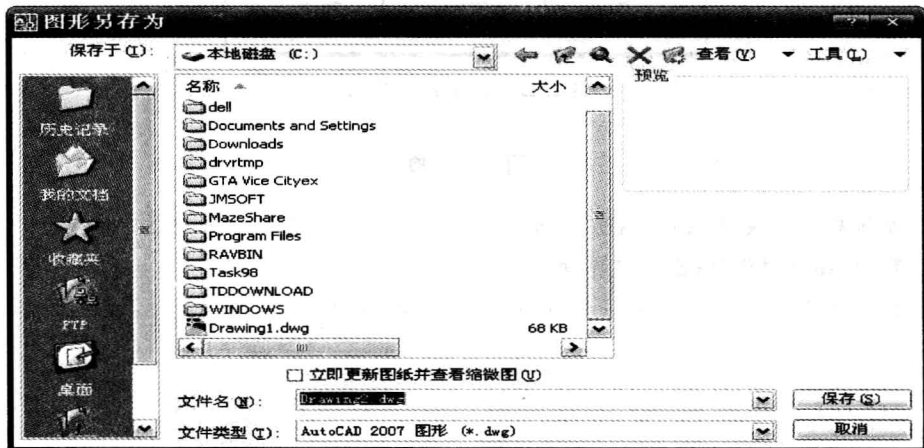 图形另存为
保存于(I): 本地磁盘 (C:) 查看(V) 工具(L)
名称 大小
预览
dell
Documents and Settings
Downloads
drvrtmp
GTA Vice Cityex
JMSOFT
MazeShare
Program Files
RAVBIN
Task98
TDDOWNLOAD
WINDOWS
Drawing1.dwg 68 KB
历史记录
我的文档
收藏夹
FTP
桌面
立即更新图纸并查看缩微图(U)
文件名(N): Drawing2.dwg 保存(S)
文件类型(T): AutoCAD 2007 图形 (*.dwg) 取消